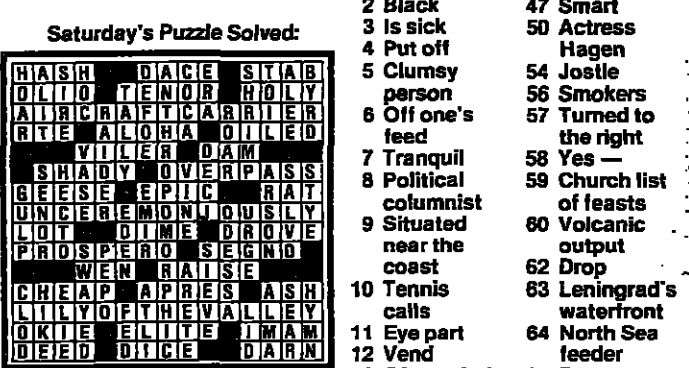 Saturday's Puzzle Solved:
HASH DACE STAB
OLIO TENOR HOLY
AIRCRAFTCARRIER
RTE ALOHA OILED
VILER DAM
SHADY OVERPASS
GEESE EPIC RAT
UNCEREMONIOUSLY
LOT DIME DROVE
PROSPERO SEGNO
WEN RAISE
CHEAP APRES ASH
LILYOFTHEVALLEY
OKIE ELITE IMAM
DEED DICE DARN
2 Black
3 Is sick
4 Put off
5 Clumsy
person
6 Off one's
feed
7 Tranquil
8 Political
columnist
9 Situated
near the
coast
10 Tennis
calls
11 Eye part
12 Vend
47 Smart
50 Actress
Hagen
54 Jostle
56 Smokers
57 Turned to
the right
58 Yes —
59 Church list
of feasts
60 Volcanic
output
62 Drop
63 Leningrad's
waterfront
64 North Sea
feeder